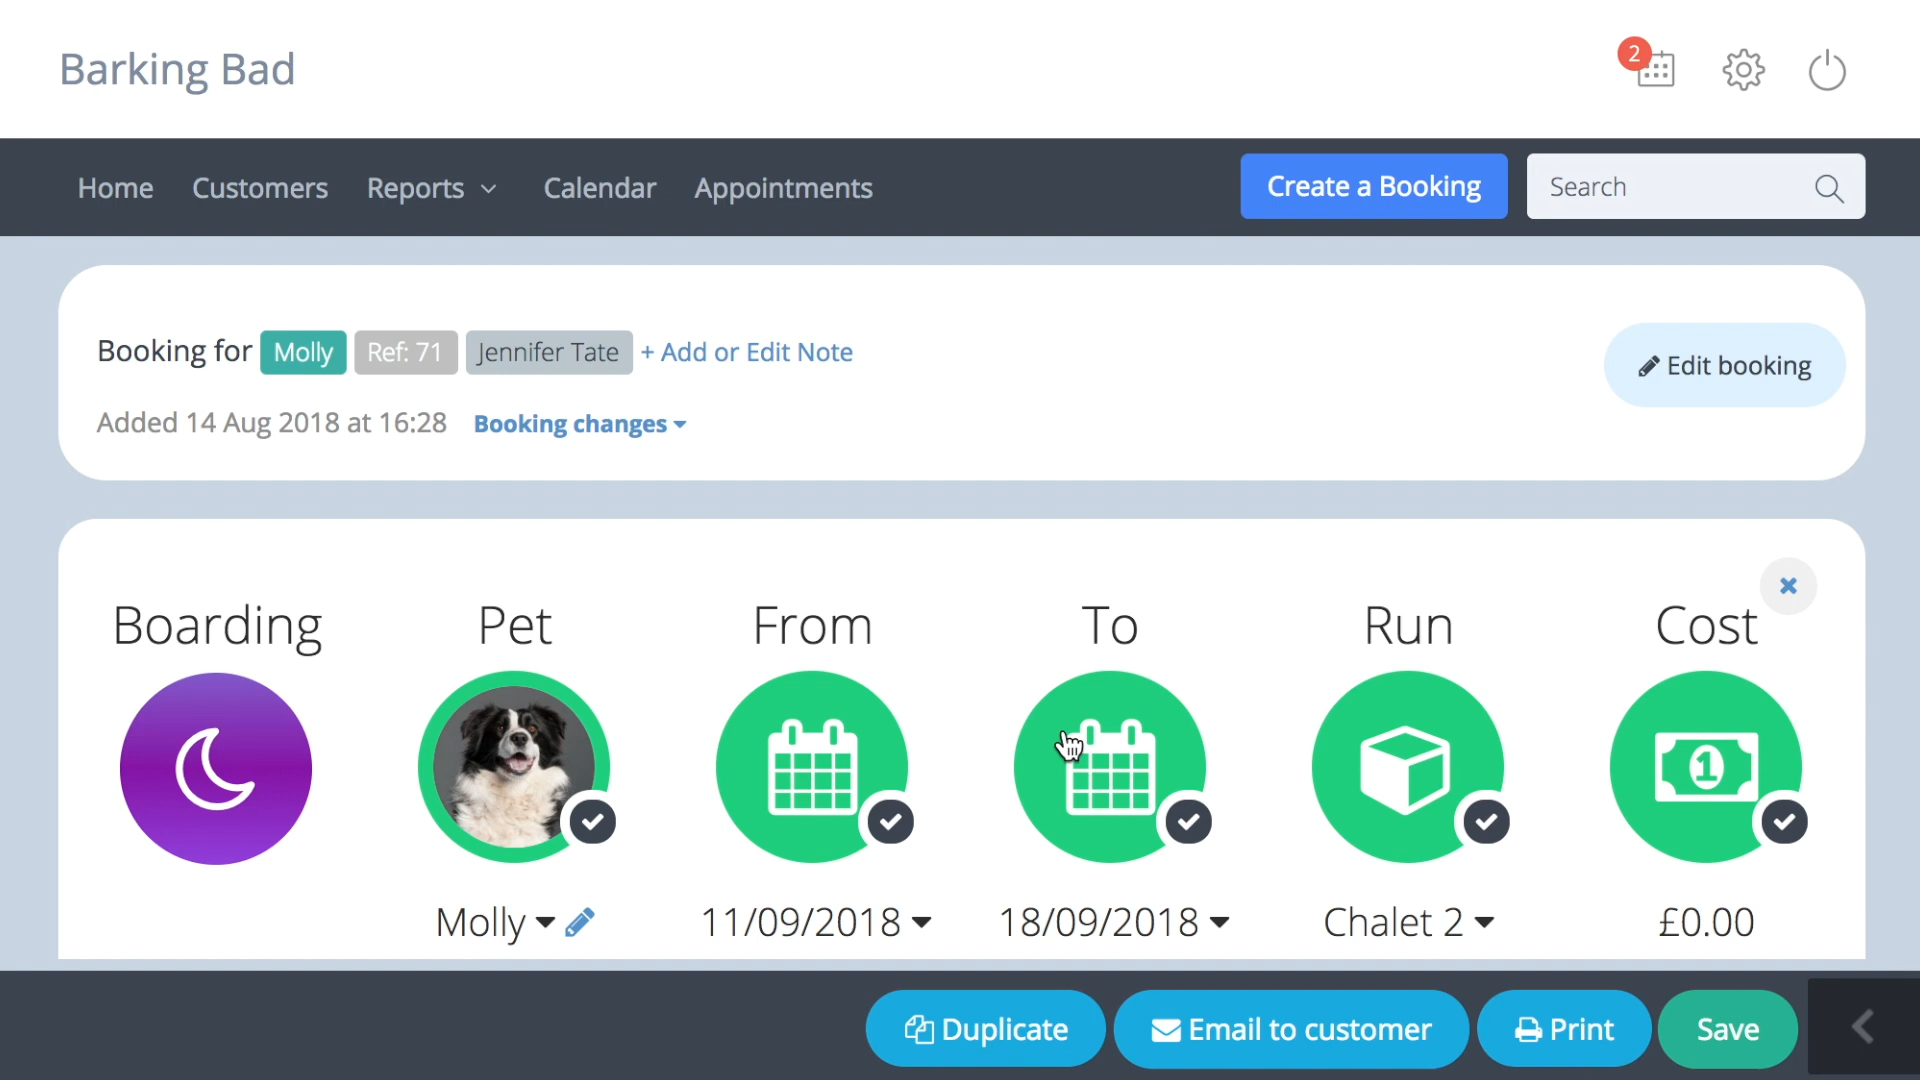 Barking Bad
2
Home Customers Reports Calendar Appointments Create a Booking Search
Booking for Molly Ref: 71 Jennifer Tate + Add or Edit Note
Edit booking
Added 14 Aug 2018 at 16:28 Booking changes
Boarding Pet From To Run Cost
1
Molly 11/09/2018 18/09/2018 Chalet 2 £0.00
Duplicate Email to customer Print Save